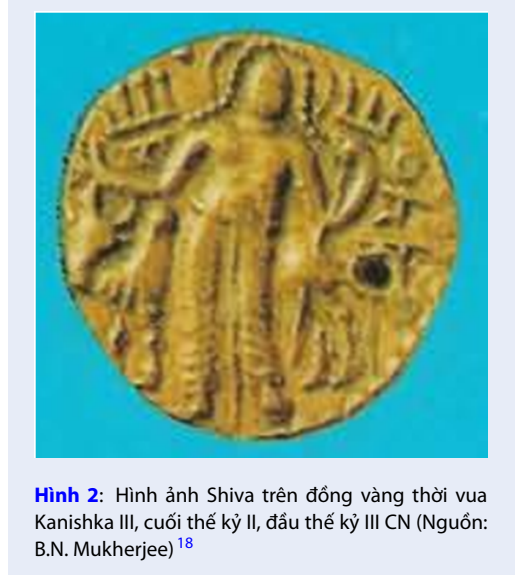 Hình 2: Hình ảnh Shiva trên đồng vàng thời vua
Kanishka III, cuối thế kỷ II, đầu thế kỷ III CN (Nguồn:
B.N. Mukherjee) 18